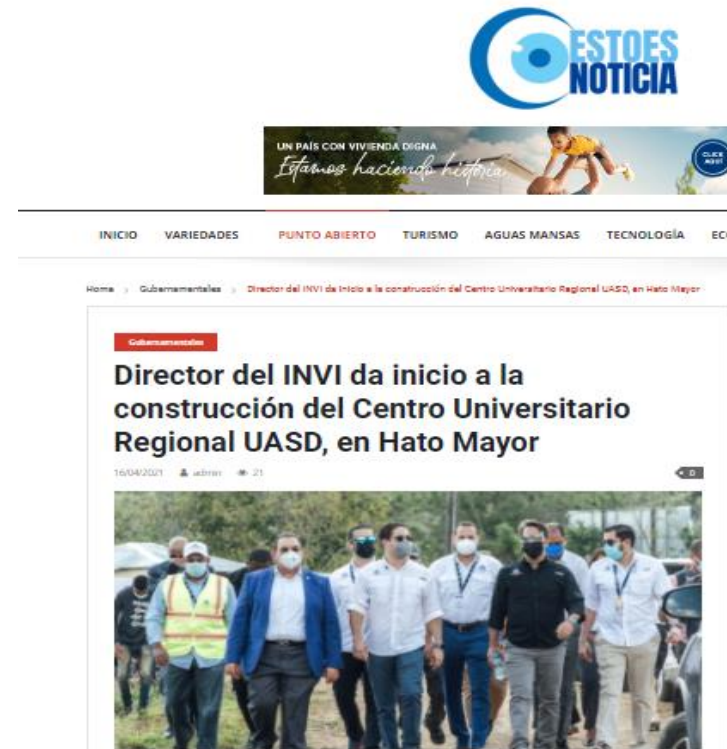 ESTOES
NOTICIA
UN PAÍS CON VIVIENDA DIGNA
Estamos haciendo historia
CLICK
AQUÍ
INICIO VARIEDADES PUNTO ABIERTO TURISMO AGUAS MANSAS TECNOLOGÍA ECO
Home > Gubernamentales > Director del INVI da inicio a la construcción del Centro Universitario Regional UASD, en Hato Mayor
Gubernamentales
Director del INVI da inicio a la
construcción del Centro Universitario
Regional UASD, en Hato Mayor
16/04/2021 admin 21 0